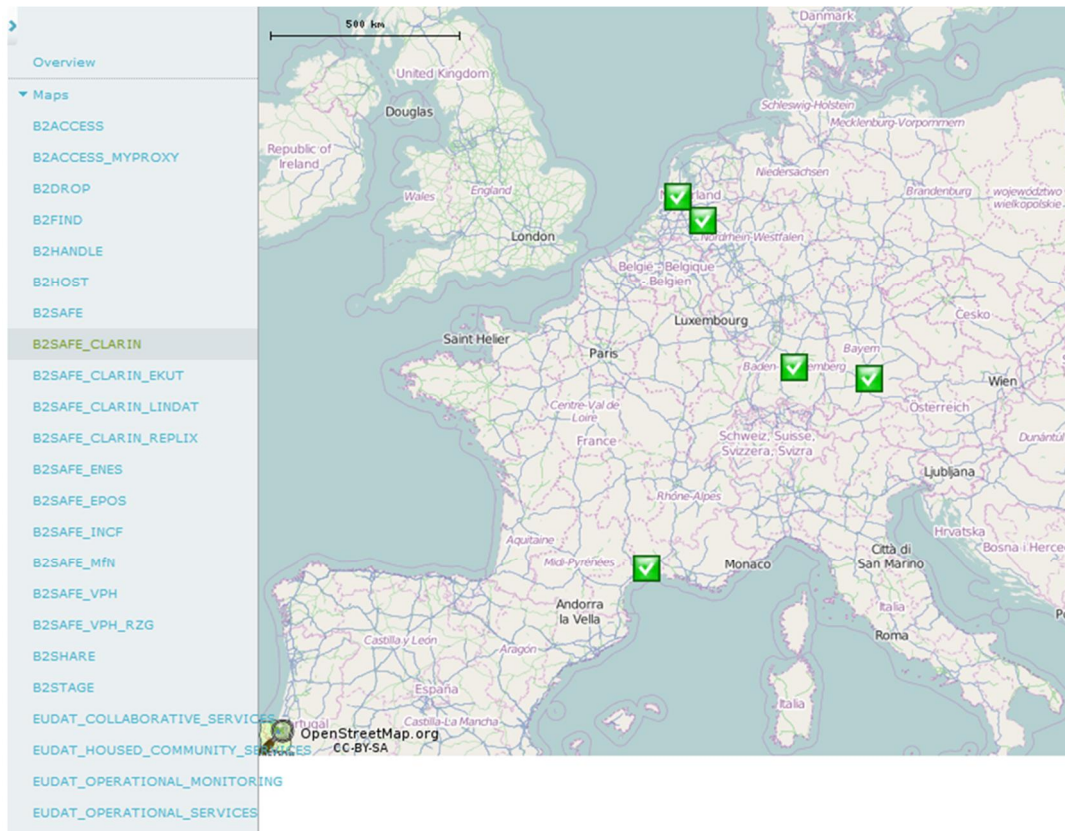 Overview
Maps
B2ACCESS
B2ACCESS_MYPROXY
B2DROP
B2FIND
B2HANDLE
B2HOST
B2SAFE
B2SAFE_CLARIN
B2SAFE_CLARIN_EKUT
B2SAFE_CLARIN_LINDAT
B2SAFE_CLARIN_REPLIX
B2SAFE_ENES
B2SAFE_EPOS
B2SAFE_INCF
B2SAFE_MfN
B2SAFE_VPH
B2SAFE_VPH_RZG
B2SHARE
B2STAGE
EUDAT_COLLABORATIVE_SERVICES
EUDAT_HOUSED_COMMUNITY_SERVICES
EUDAT_OPERATIONAL_MONITORING
EUDAT_OPERATIONAL_SERVICES
500 km
Danmark
United Kingdom
Schleswig-Holstein
Douglas
Mecklenburg-Vorpommern
Republic of
Ireland
Niedersachsen
Wales
England
Brandenburg
województwo
wielkopolskie
London
Nordrhein-Westfalen
België - Belgique
- Belgien
Česko
Luxembourg
Saint Helier
Paris
Bayern
Wien
Österreich
Centre-Val de
Loire
France
Schweiz, Suisse,
Svizzera, Svizra
Ljubljana
Rhône-Alpes
Aquitaine
Hrvatska
Bosna i Herce
Città di
San Marino
Midi-Pyrénées
Monaco
Andorra
la Vella
Italia
Roma
Castilla y León
Aragón
España
Italia
Castilla-La Mancha
OpenStreetMap.org
CC-BY-SA